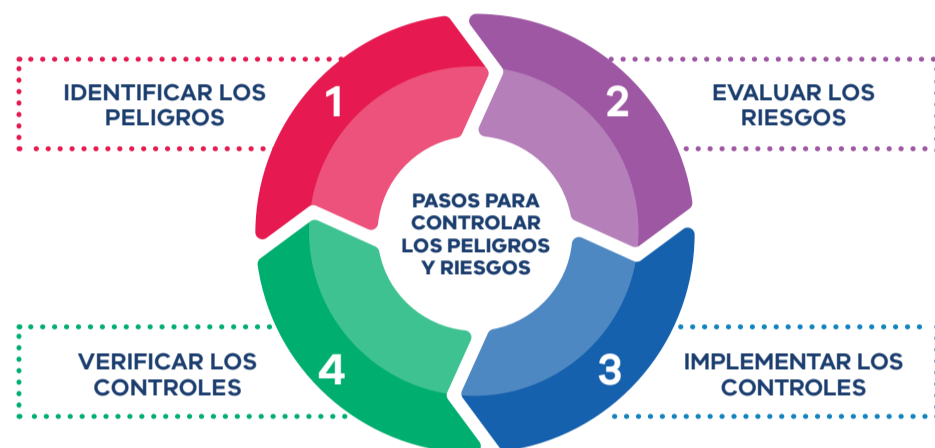 IDENTIFICAR LOS
PELIGROS
1
2
EVALUAR LOS
RIESGOS
PASOS PARA
CONTROLAR
LOS PELIGROS
Y RIESGOS
VERIFICAR LOS
CONTROLES
4
3
IMPLEMENTAR LOS
CONTROLES